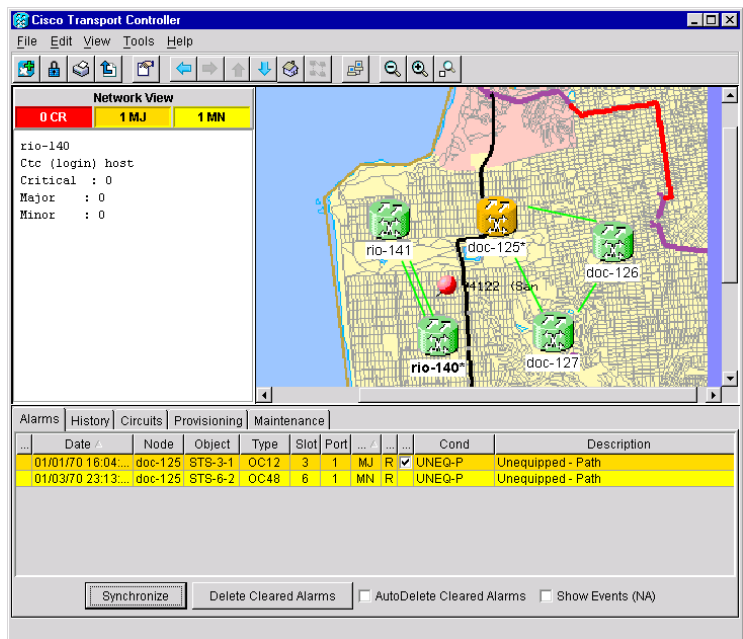 Cisco Transport Controller
File Edit View Tools Help
Network View
0 CR 1 MJ 1 MN
rio-140
Ctc (login) host
Critical : 0
Major : 0
Minor : 0
rio-141
doc-125*
doc-126
94122 (San
rio-140*
doc-127
Alarms History Circuits Provisioning Maintenance
... Date Node Object Type Slot Port ... ... ... Cond Description
01/01/70 16:04:... doc-125 STS-3-1 OC12 3 1 MJ R UNEQ-P Unequipped - Path
01/03/70 23:13:... doc-125 STS-6-2 OC48 6 1 MN R UNEQ-P Unequipped - Path
Synchronize Delete Cleared Alarms AutoDelete Cleared Alarms Show Events (NA)